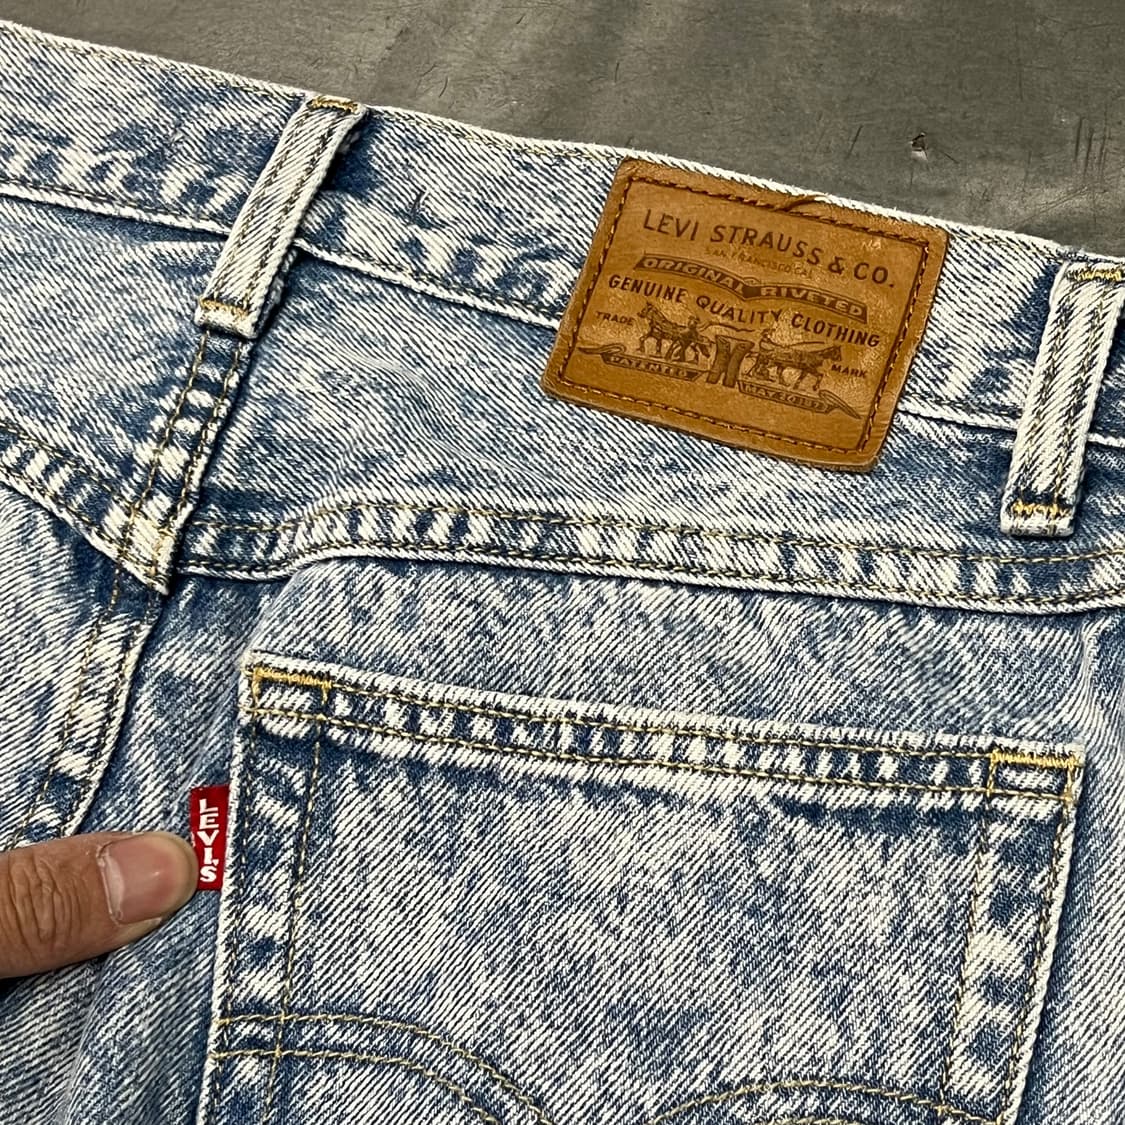 LEVI STRAUSS & CO.
SAN FRANCISCO CAL
ORIGINAL RIVETED
GENUINE QUALITY CLOTHING
TRADE MARK
PATENTED MAY 20 1873
LEVI'S